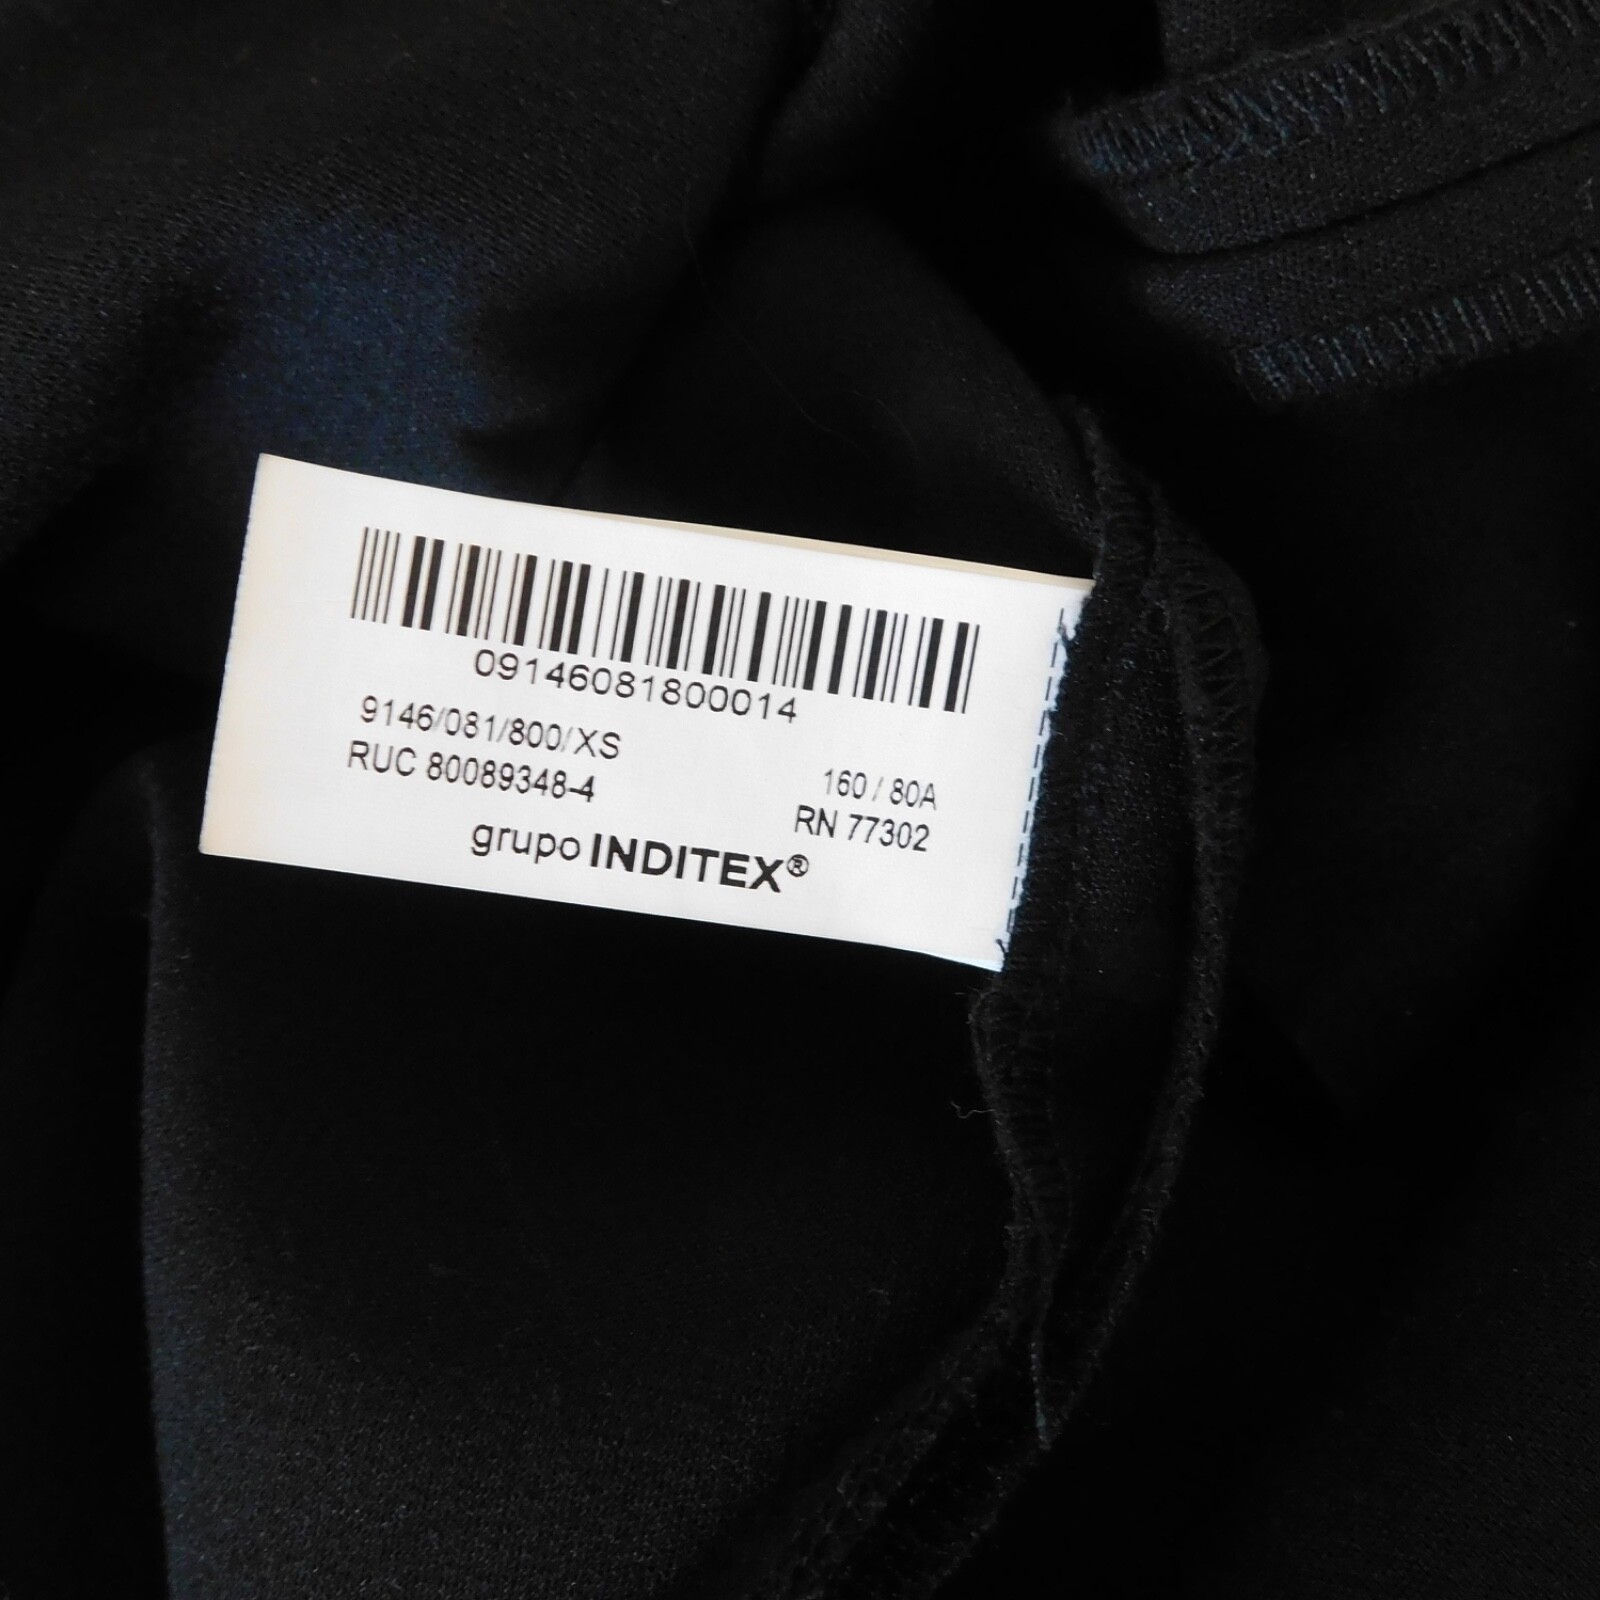 09146081800014
9146/081/800/XS
RUC 80089348-4
160 / 80A
RN 77302
grupo INDITEX®